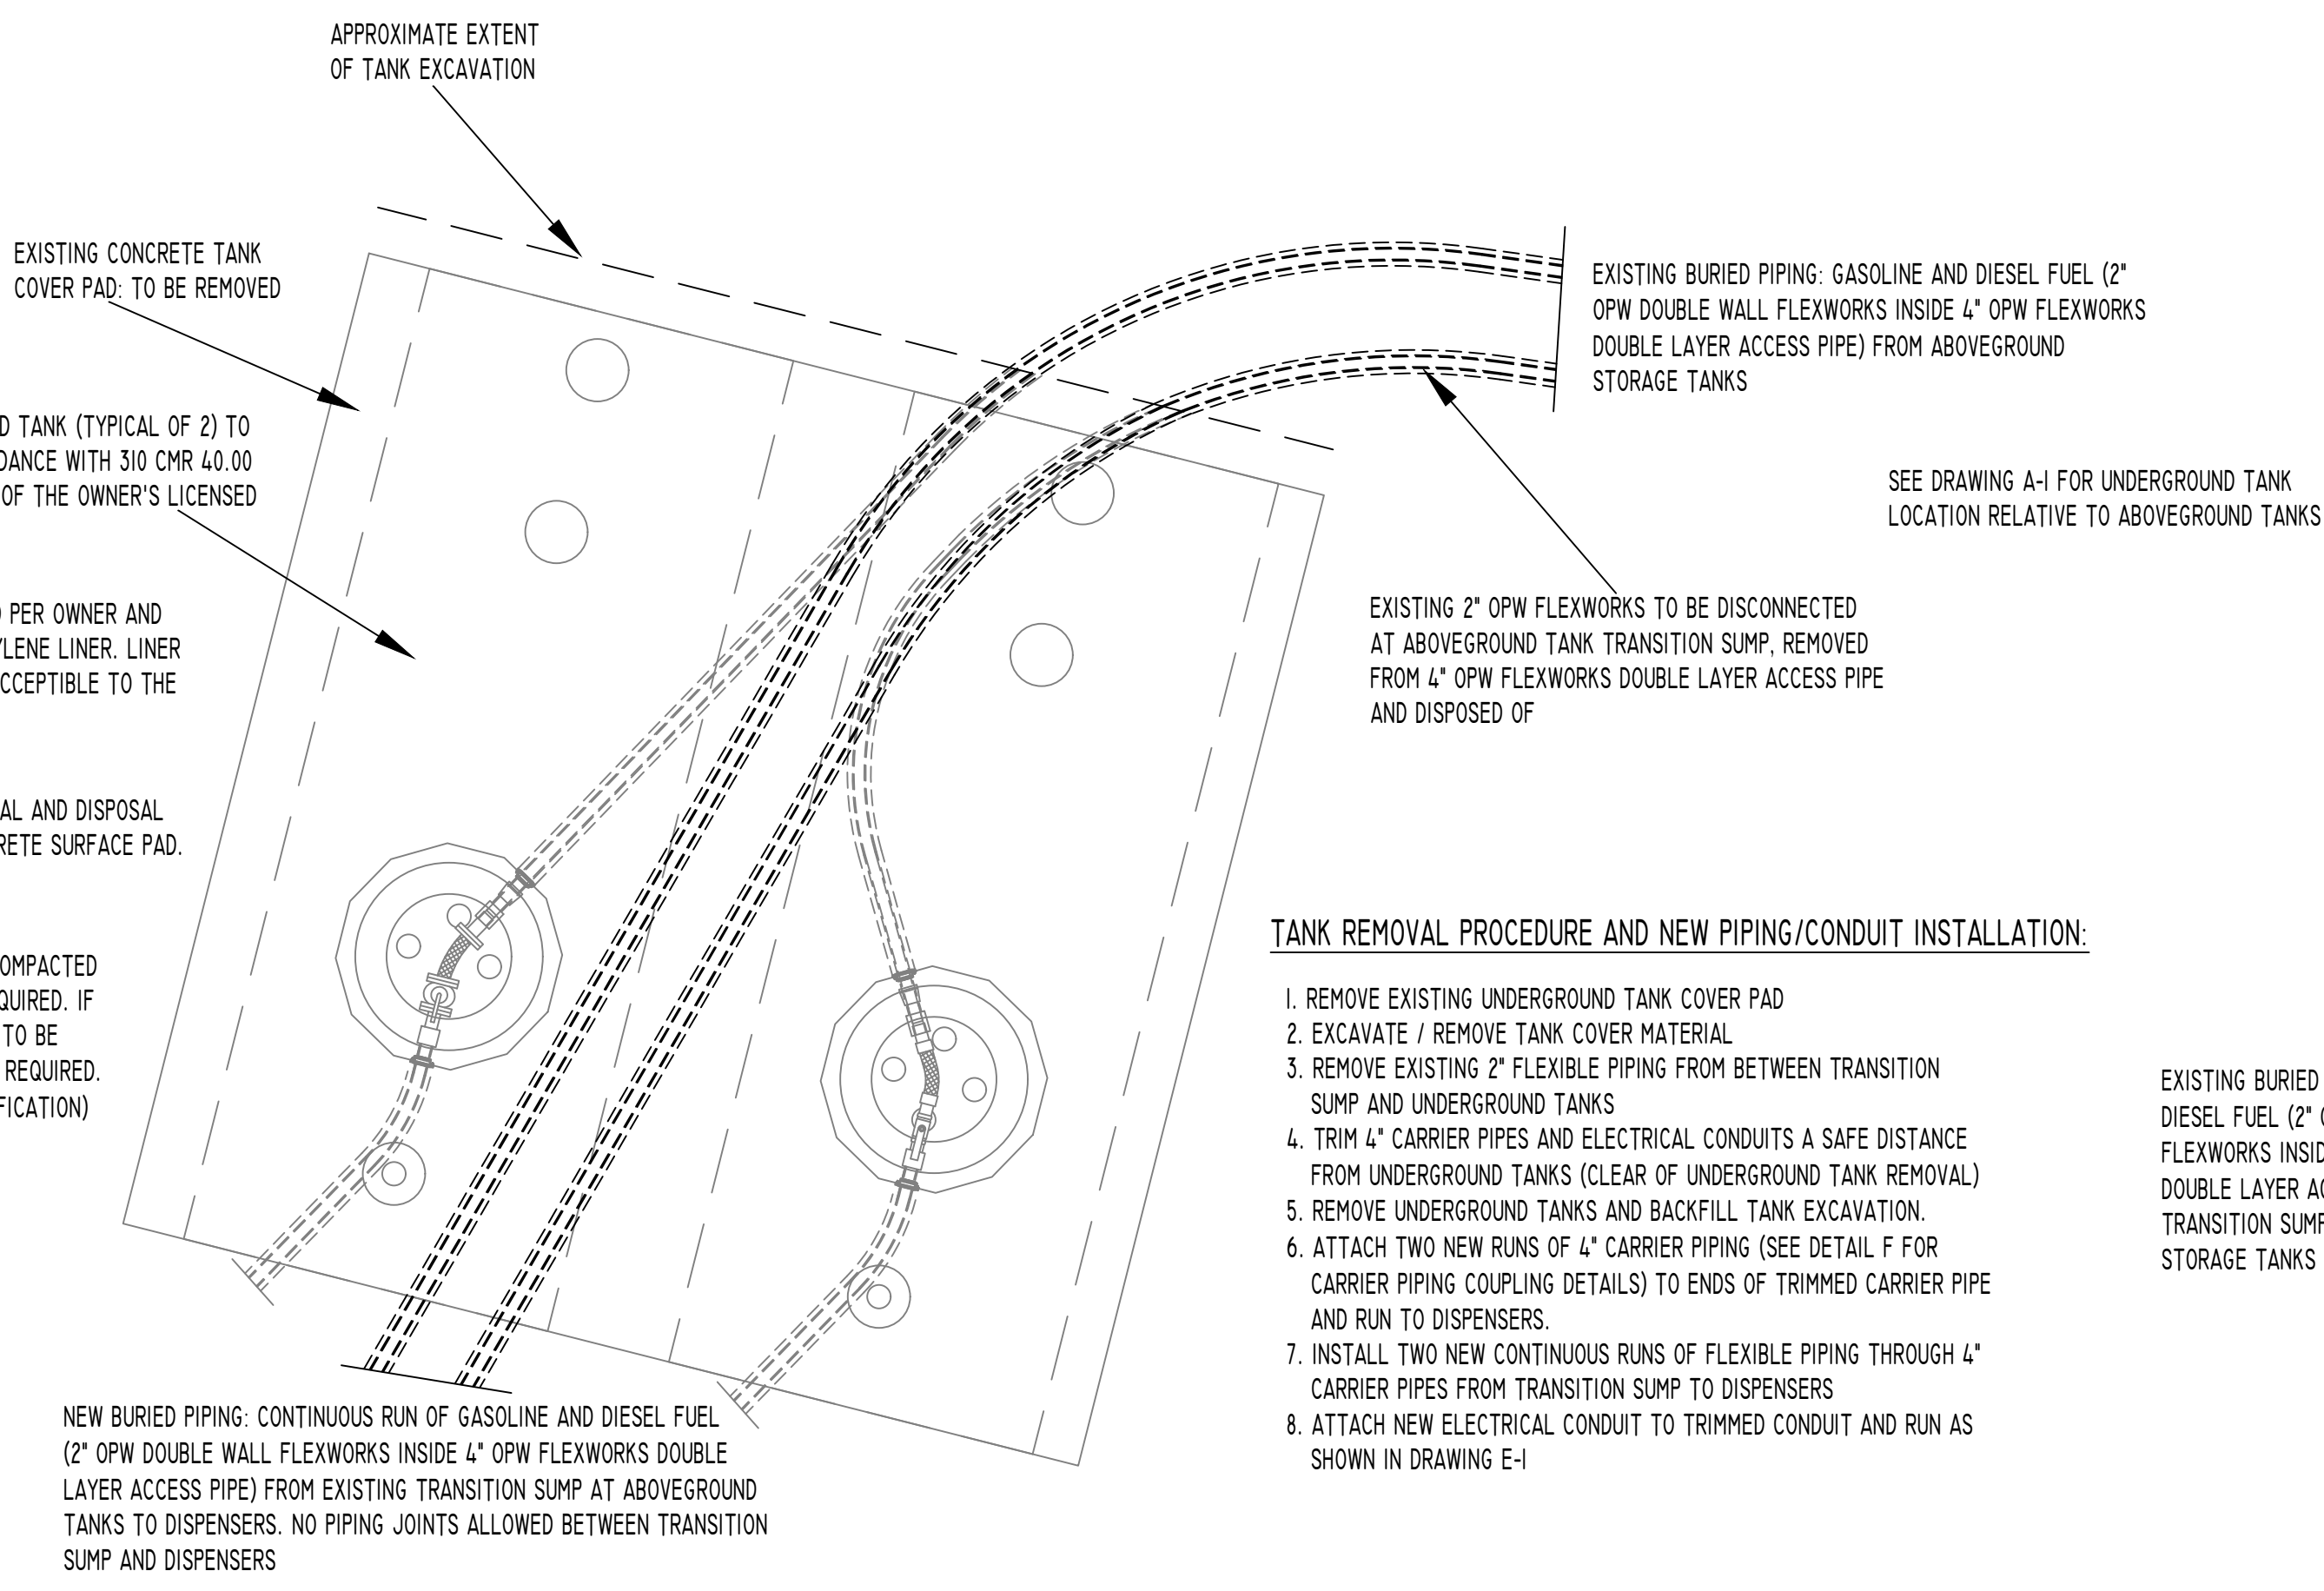 APPROXIMATE EXTENT
OF TANK EXCAVATION
EXISTING CONCRETE TANK
COVER PAD: TO BE REMOVED
TANK (TYPICAL OF 2) TO
WITH 310 CMR 40.00
OF THE OWNER'S LICENSED
PER OWNER AND
LINER. LINER
TO THE
AND DISPOSAL
SURFACE PAD.
IF
TO BE
REQUIRED.
EXISTING BURIED PIPING: GASOLINE AND DIESEL FUEL (2"
OPW DOUBLE WALL FLEXWORKS INSIDE 4" OPW FLEXWORKS
DOUBLE LAYER ACCESS PIPE) FROM ABOVEGROUND
STORAGE TANKS
SEE DRAWING A-1 FOR UNDERGROUND TANK
LOCATION RELATIVE TO ABOVEGROUND TANKS
EXISTING 2" OPW FLEXWORKS TO BE DISCONNECTED
AT ABOVEGROUND TANK TRANSITION SUMP, REMOVED
FROM 4" OPW FLEXWORKS DOUBLE LAYER ACCESS PIPE
AND DISPOSED OF
TANK REMOVAL PROCEDURE AND NEW PIPING/CONDUIT INSTALLATION:
1. REMOVE EXISTING UNDERGROUND TANK COVER PAD
2. EXCAVATE / REMOVE TANK COVER MATERIAL
3. REMOVE EXISTING 2" FLEXIBLE PIPING FROM BETWEEN TRANSITION
SUMP AND UNDERGROUND TANKS
4. TRIM 4" CARRIER PIPES AND ELECTRICAL CONDUITS A SAFE DISTANCE
FROM UNDERGROUND TANKS (CLEAR OF UNDERGROUND TANK REMOVAL)
5. REMOVE UNDERGROUND TANKS AND BACKFILL TANK EXCAVATION.
6. ATTACH TWO NEW RUNS OF 4" CARRIER PIPING (SEE DETAIL F FOR
CARRIER PIPING COUPLING DETAILS) TO ENDS OF TRIMMED CARRIER PIPE
AND RUN TO DISPENSERS.
7. INSTALL TWO NEW CONTINUOUS RUNS OF FLEXIBLE PIPING THROUGH 4"
CARRIER PIPES FROM TRANSITION SUMP TO DISPENSERS
8. ATTACH NEW ELECTRICAL CONDUIT TO TRIMMED CONDUIT AND RUN AS
SHOWN IN DRAWING E-1
EXISTING BURIED
DIESEL FUEL (2"
FLEXWORKS
DOUBLE LAYER
TRANSITION
STORAGE TANKS
NEW BURIED PIPING: CONTINUOUS RUN OF GASOLINE AND DIESEL FUEL
(2" OPW DOUBLE WALL FLEXWORKS INSIDE 4" OPW FLEXWORKS DOUBLE
LAYER ACCESS PIPE) FROM EXISTING TRANSITION SUMP AT ABOVEGROUND
TANKS TO DISPENSERS. NO PIPING JOINTS ALLOWED BETWEEN TRANSITION
SUMP AND DISPENSERS